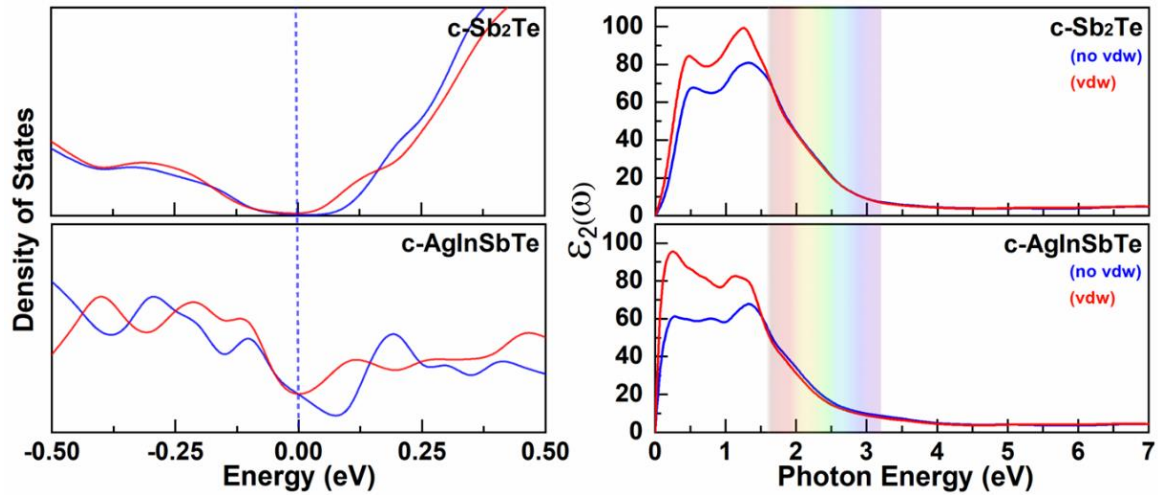 Density of States
c-Sb₂Te
c-AgInSbTe
-0.50 -0.25 0.00 0.25 0.50
Energy (eV)
ε₂(ω)
100
80
60
40
20
0
c-Sb₂Te
(no vdw)
(vdw)
100
80
60
40
20
0
c-AgInSbTe
(no vdw)
(vdw)
0 1 2 3 4 5 6 7
Photon Energy (eV)